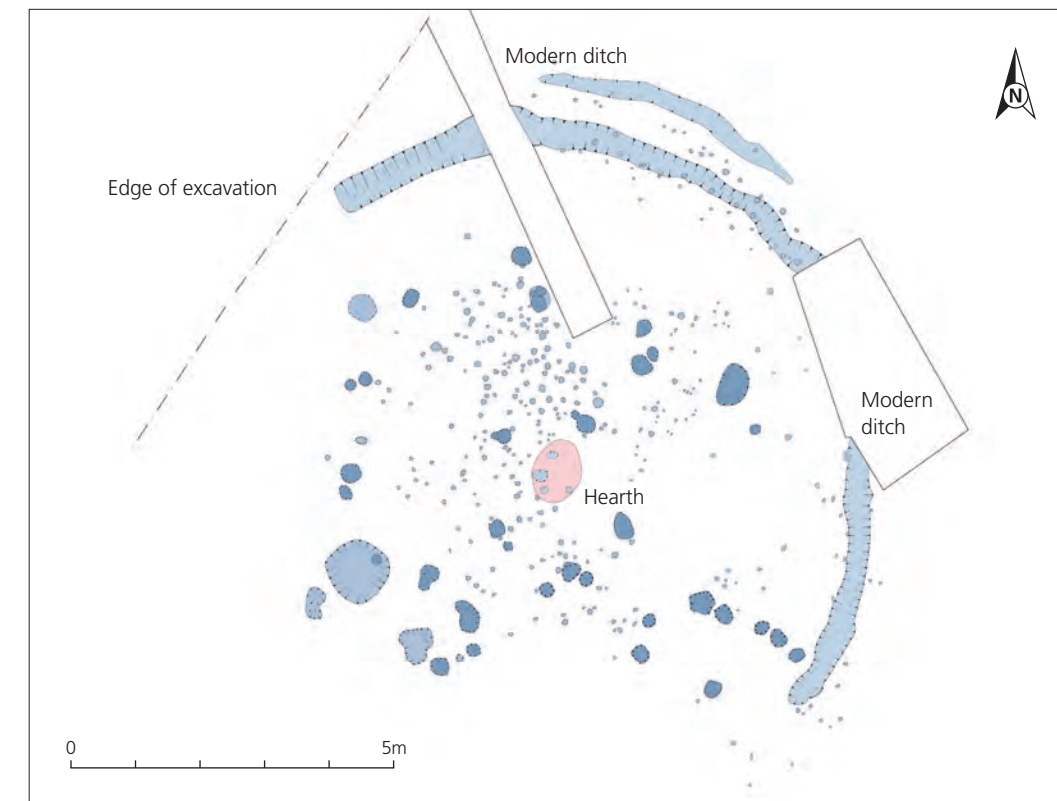 Modern ditch
N
Edge of excavation
Modern
ditch
Hearth
0
5m